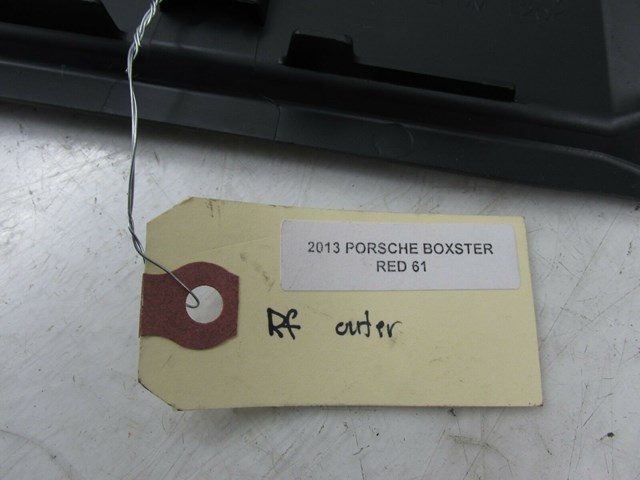 2013 PORSCHE BOXSTER
RED 61
Rf outer